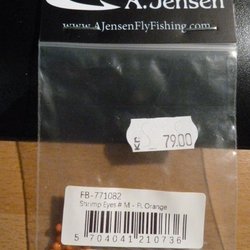 A.Jensen
www.AJensenFlyFishing.com
KR 79.00
FB-771082
Shrimp Eyes # M - Fl. Orange
5 704041 210736